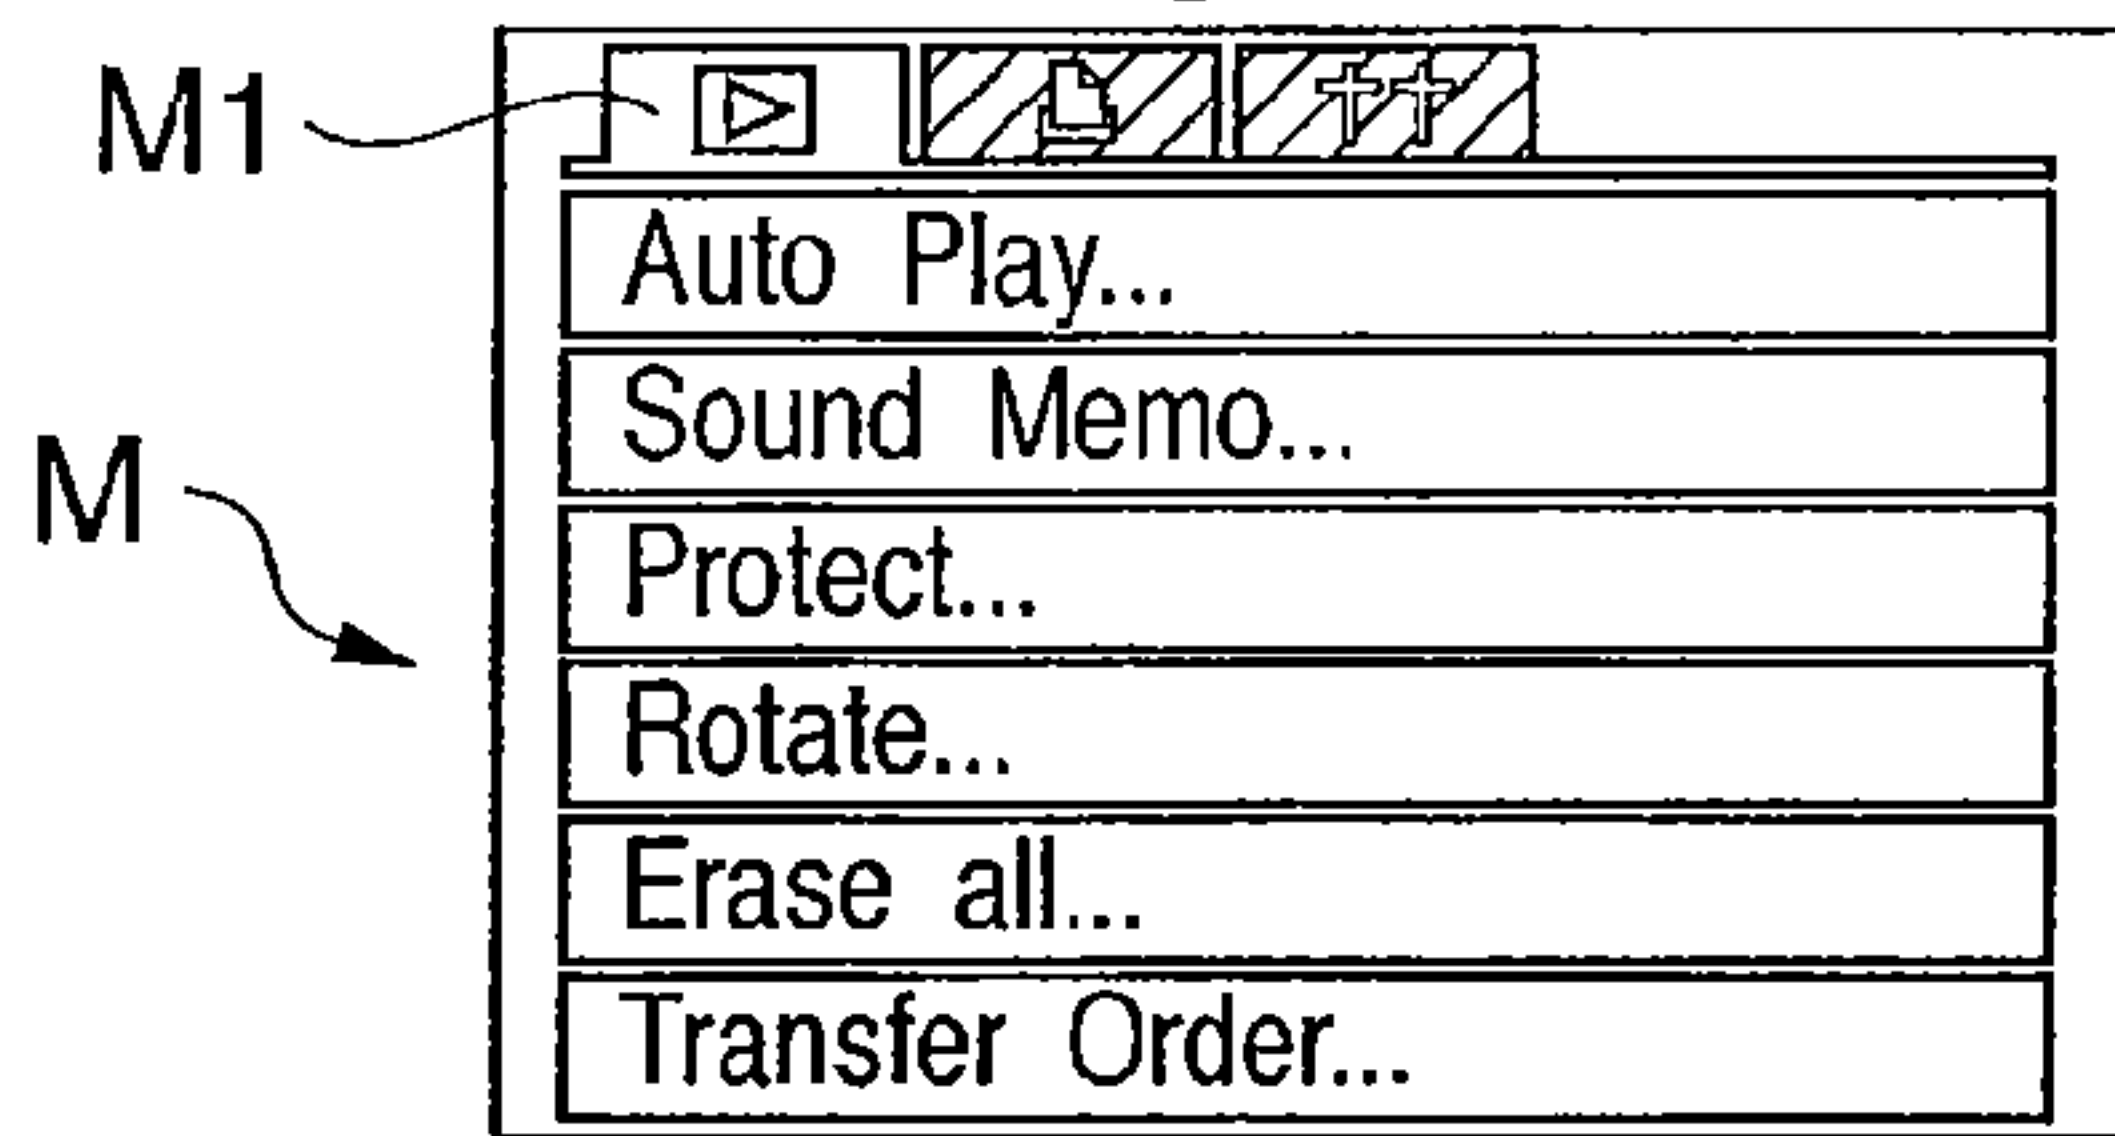 M1
Auto Play...
Sound Memo...
M
Protect...
Rotate...
Erase all...
Transfer Order...